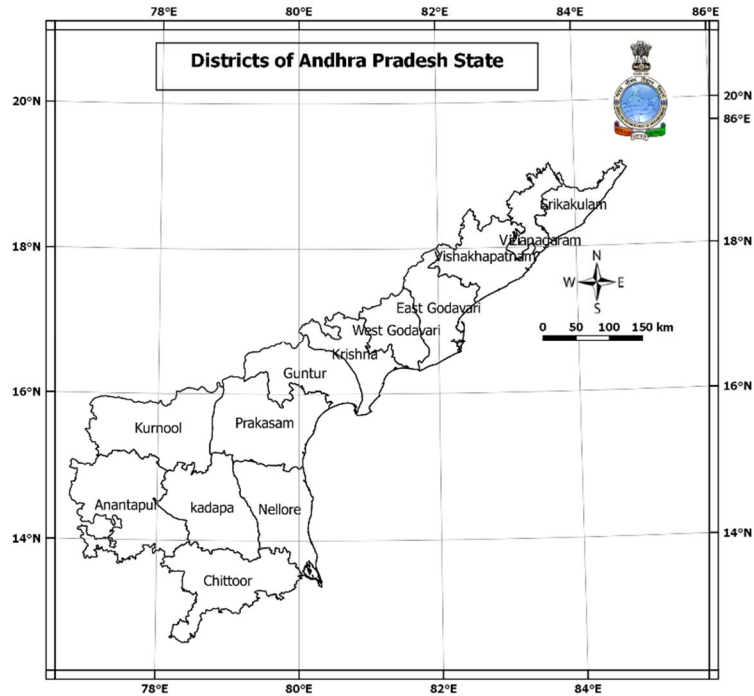 78°E 80°E 82°E 84°E 86°E
Districts of Andhra Pradesh State
20°N 20°N
86°E
Srikakulam
18°N Vizianadaram 18°N
Vishakhapatnam
N
W E
S
East Godavari
0 50 100 150 km
West Godavari
Krishna
Guntur
16°N 16°N
Prakasam
Kurnool
Anantapur kadapa Nellore
14°N 14°N
Chittoor
78°E 80°E 82°E 84°E